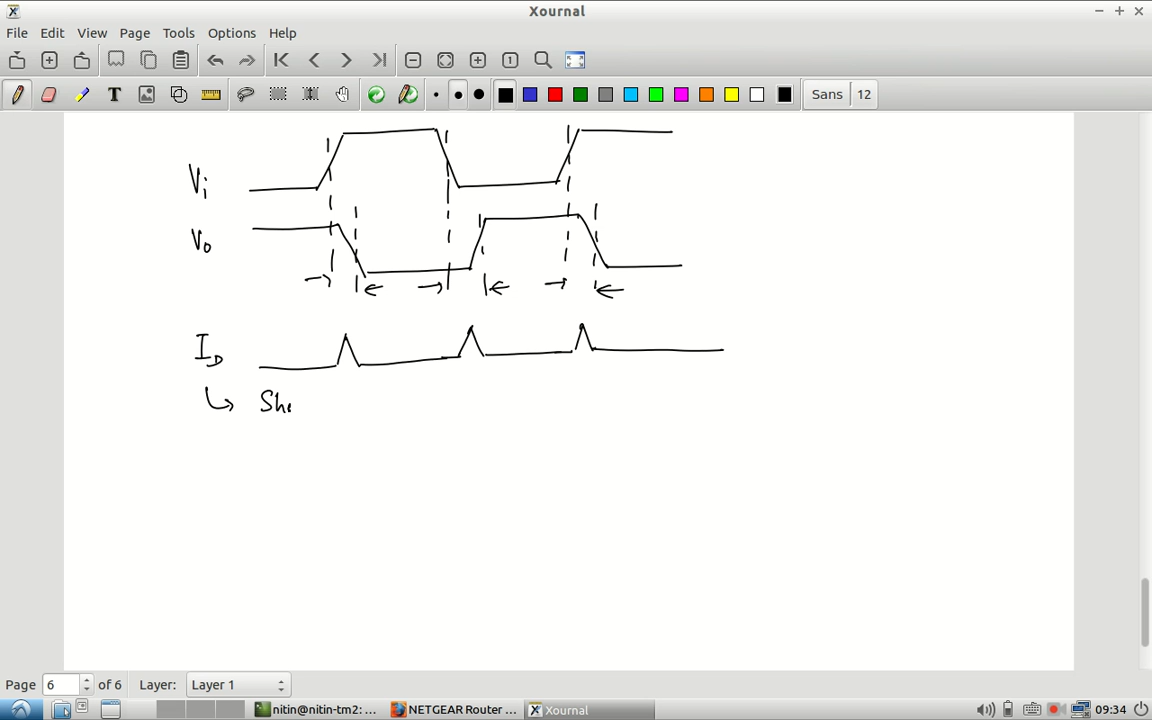 Xournal
File Edit View Page Tools Options Help
T Sans 12
Vi
Vo
ID
She
Page 6 of 6 Layer: Layer 1
nitin@nitin-tm2: ... NETGEAR Router ... Xournal 09:34